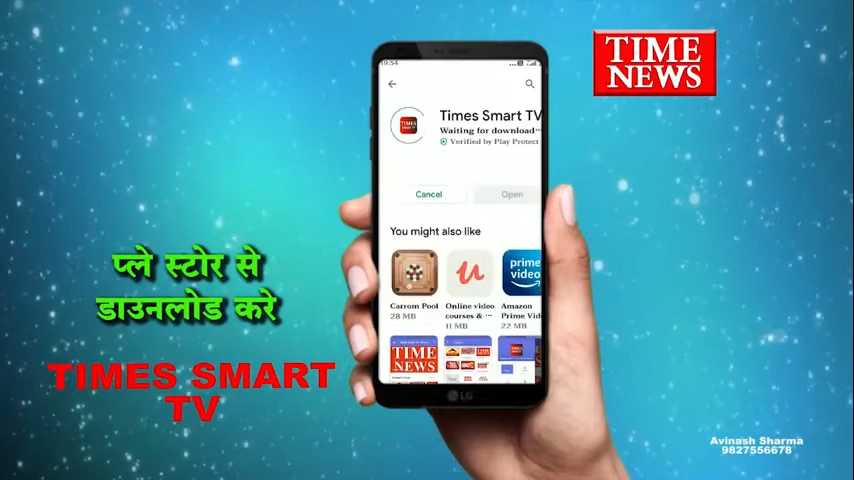 TIME
NEWS
19:54
Times Smart TV
Waiting for download...
Verified by Play Protect
Cancel
Open
You might also like
Carrom Pool
28 MB
Online video
courses & ...
11 MB
prime
video
Amazon
Prime Vid
22 MB
TIME
NEWS
LG
प्ले स्टोर से
डाउनलोड करे
TIMES SMART
TV
Avinash Sharma
9827556678